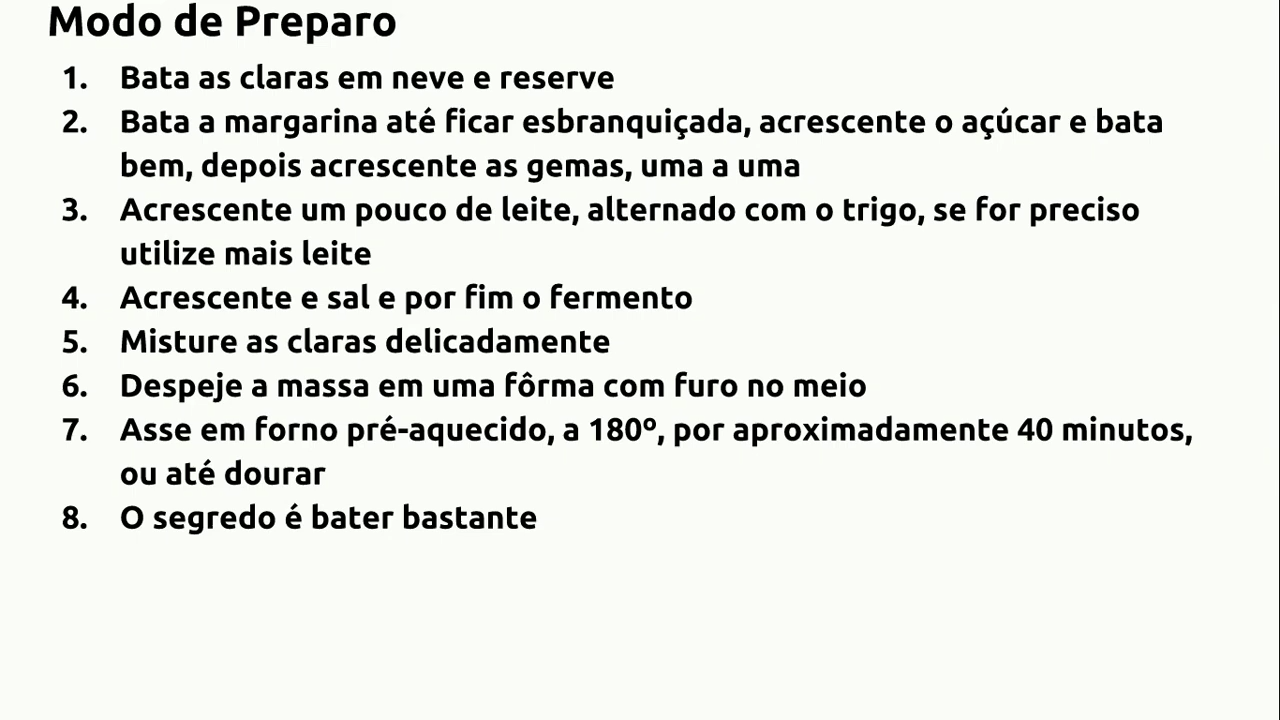 Modo de Preparo
1. Bata as claras em neve e reserve
2. Bata a margarina até ficar esbranquiçada, acrescente o açúcar e bata
bem, depois acrescente as gemas, uma a uma
3. Acrescente um pouco de leite, alternado com o trigo, se for preciso
utilize mais leite
4. Acrescente e sal e por fim o fermento
5. Misture as claras delicadamente
6. Despeje a massa em uma fôrma com furo no meio
7. Asse em forno pré-aquecido, a 180º, por aproximadamente 40 minutos,
ou até dourar
8. O segredo é bater bastante